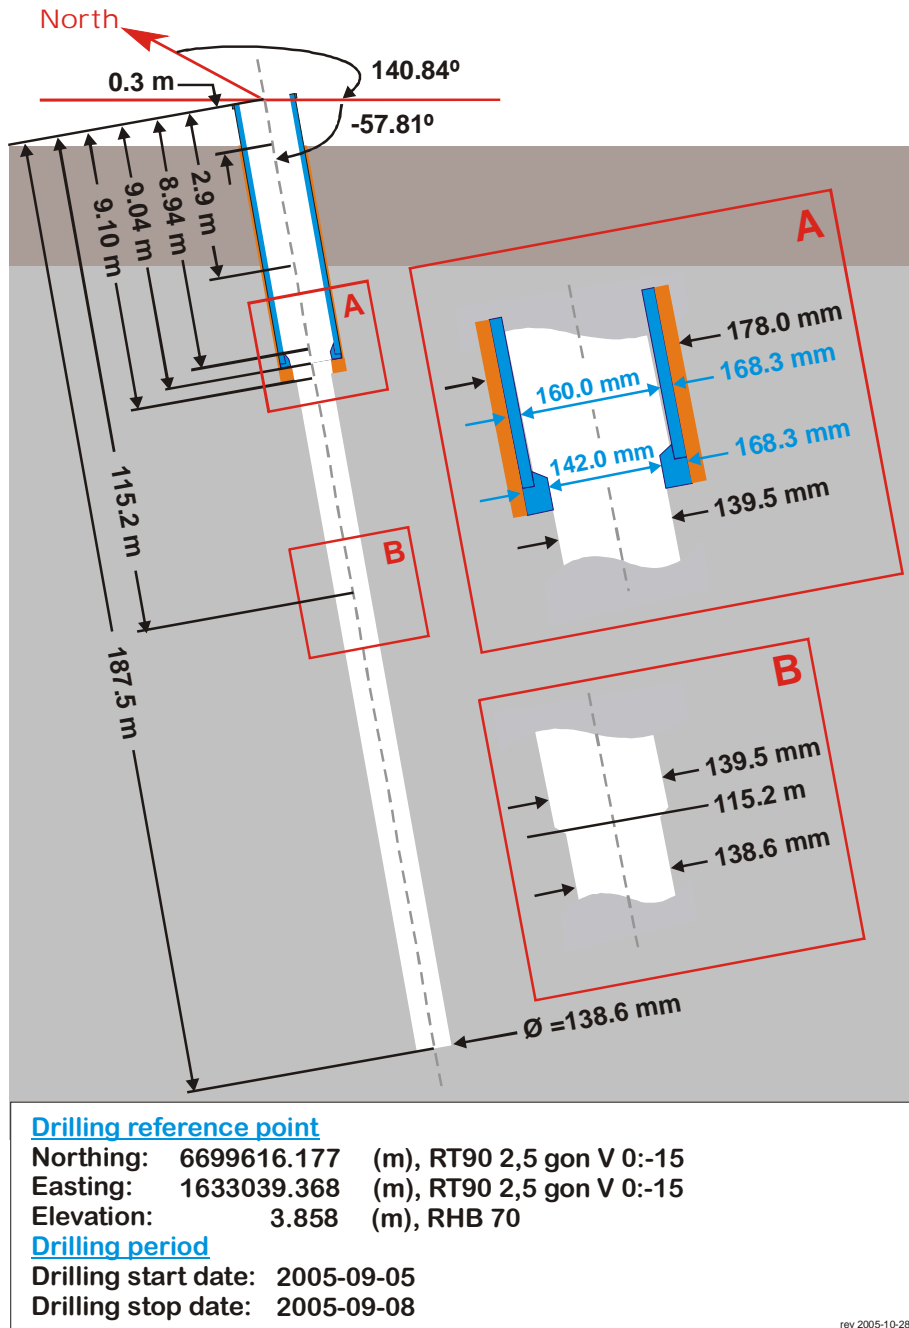 North
140.84º
0.3 m
-57.81º
2.9 m
8.94 m
9.04 m
9.10 m
115.2 m
187.5 m
A
B
A
178.0 mm
160.0 mm
168.3 mm
142.0 mm
168.3 mm
139.5 mm
B
139.5 mm
115.2 m
138.6 mm
Ø =138.6 mm
Drilling reference point
Northing: 6699616.177 (m), RT90 2,5 gon V 0:-15
Easting: 1633039.368 (m), RT90 2,5 gon V 0:-15
Elevation: 3.858 (m), RHB 70
Drilling period
Drilling start date: 2005-09-05
Drilling stop date: 2005-09-08
rev 2005-10-28